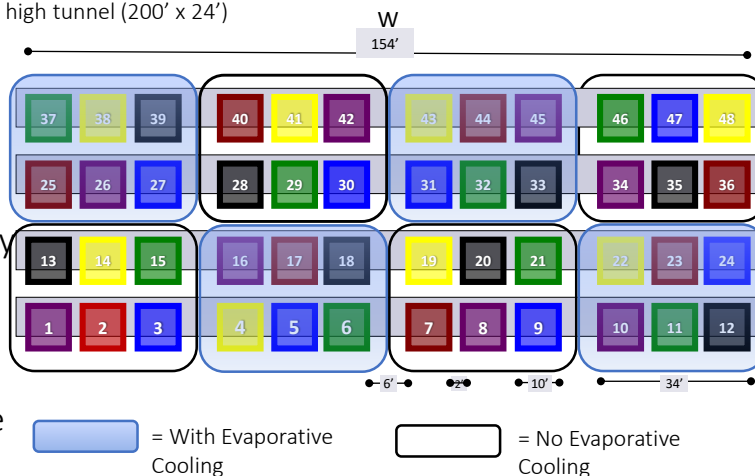 high tunnel (200’ x 24’)
W
154’
37 38 39 40 41 42 43 44 45 46 47 48
25 26 27 28 29 30 31 32 33 34 35 36
y
13 14 15 16 17 18 19 20 21 22 23 24
1 2 3 4 5 6 7 8 9 10 11 12
6’ 2’ 10’ 34’
e
= With Evaporative
Cooling
= No Evaporative
Cooling